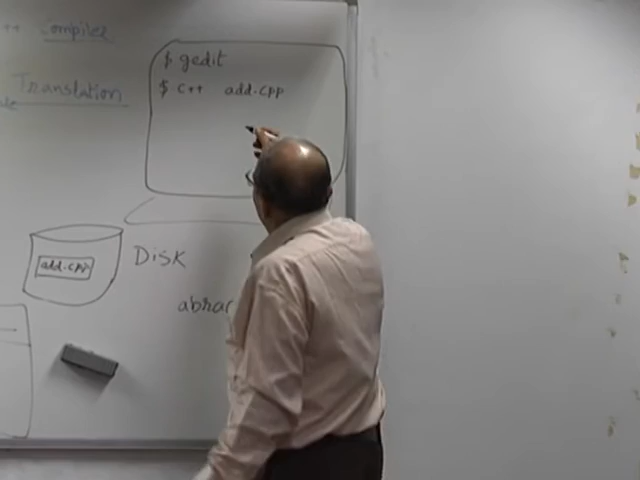 ++ Compiler
$ gedit
$ c++ add.cpp
Translation
add.cpp
Disk